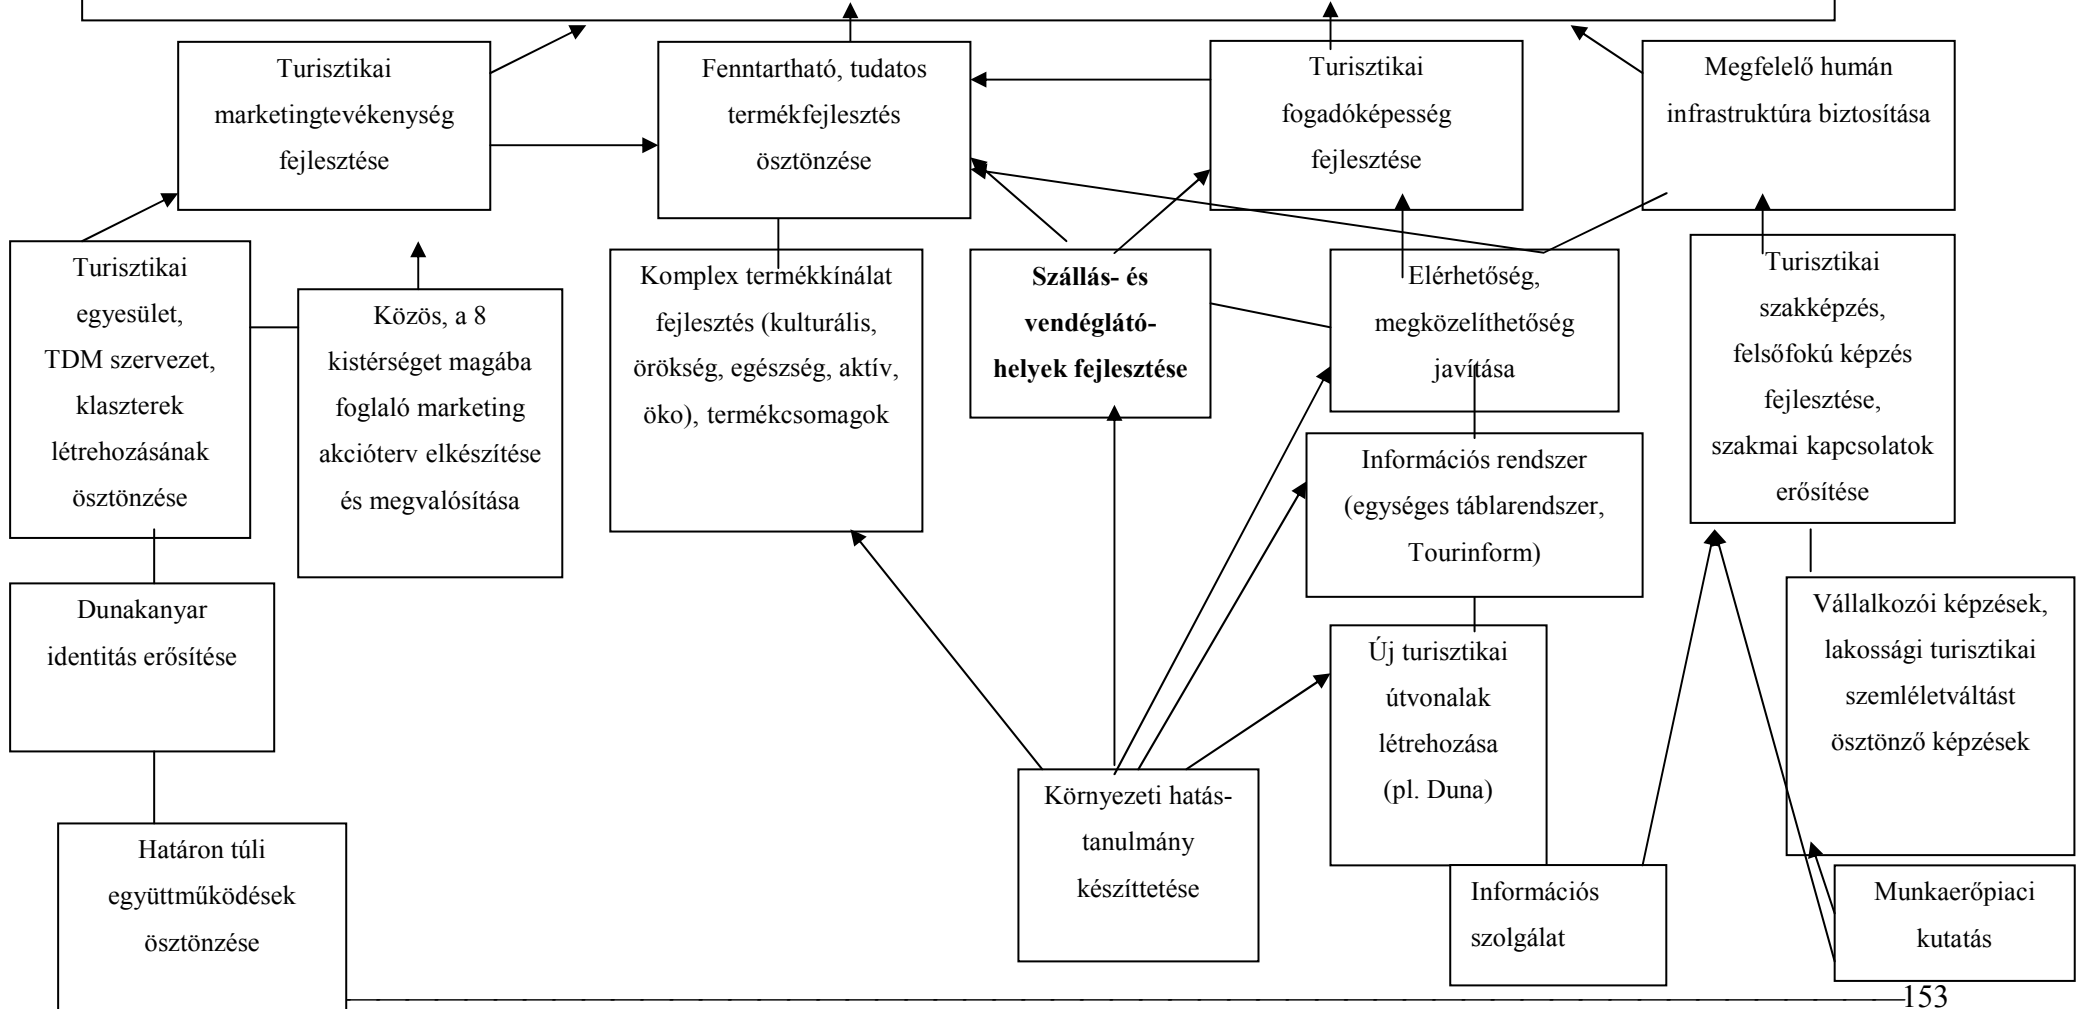 Turisztikai
marketingtevékenység
fejlesztése
Fenntartható, tudatos
termékfejlesztés
ösztönzése
Turisztikai
fogadóképesség
fejlesztése
Megfelelő humán
infrastruktúra biztosítása
Turisztikai
egyesület,
TDM szervezet,
klaszterek
létrehozásának
ösztönzése
Közös, a 8
kistérséget magába
foglaló marketing
akcióterv elkészítése
és megvalósítása
Komplex termékkínálat
fejlesztés (kulturális,
örökség, egészség, aktív,
öko), termékcsomagok
Szállás- és
vendéglátó-
helyek fejlesztése
Elérhetőség,
megközelíthetőség
javítása
Turisztikai
szakképzés,
felsőfokú képzés
fejlesztése,
szakmai kapcsolatok
erősítése
Információs rendszer
(egységes táblarendszer,
Tourinform)
Dunakanyar
identitás erősítése
Vállalkozói képzések,
lakossági turisztikai
szemléletváltást
ösztönző képzések
Új turisztikai
útvonalak
létrehozása
(pl. Duna)
Környezeti hatás-
tanulmány
készíttetése
Határon túli
együttműködések
ösztönzése
Információs
szolgálat
Munkaerőpiaci
kutatás
153